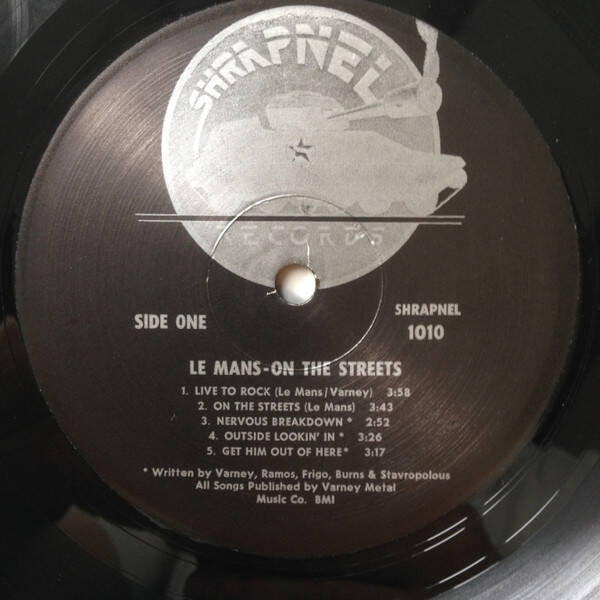 SHRAPNEL
RECORDS
SIDE ONE
SHRAPNEL
1010
LE MANS-ON THE STREETS
1. LIVE TO ROCK (Le Mans/Varney) 3:58
2. ON THE STREETS (Le Mans) 3:43
3. NERVOUS BREAKDOWN * 2:52
4. OUTSIDE LOOKIN' IN * 3:26
5. GET HIM OUT OF HERE * 3:17
* Written by Varney, Ramos, Frigo, Burns & Stavropolous
All Songs Published by Varney Metal
Music Co. BMI